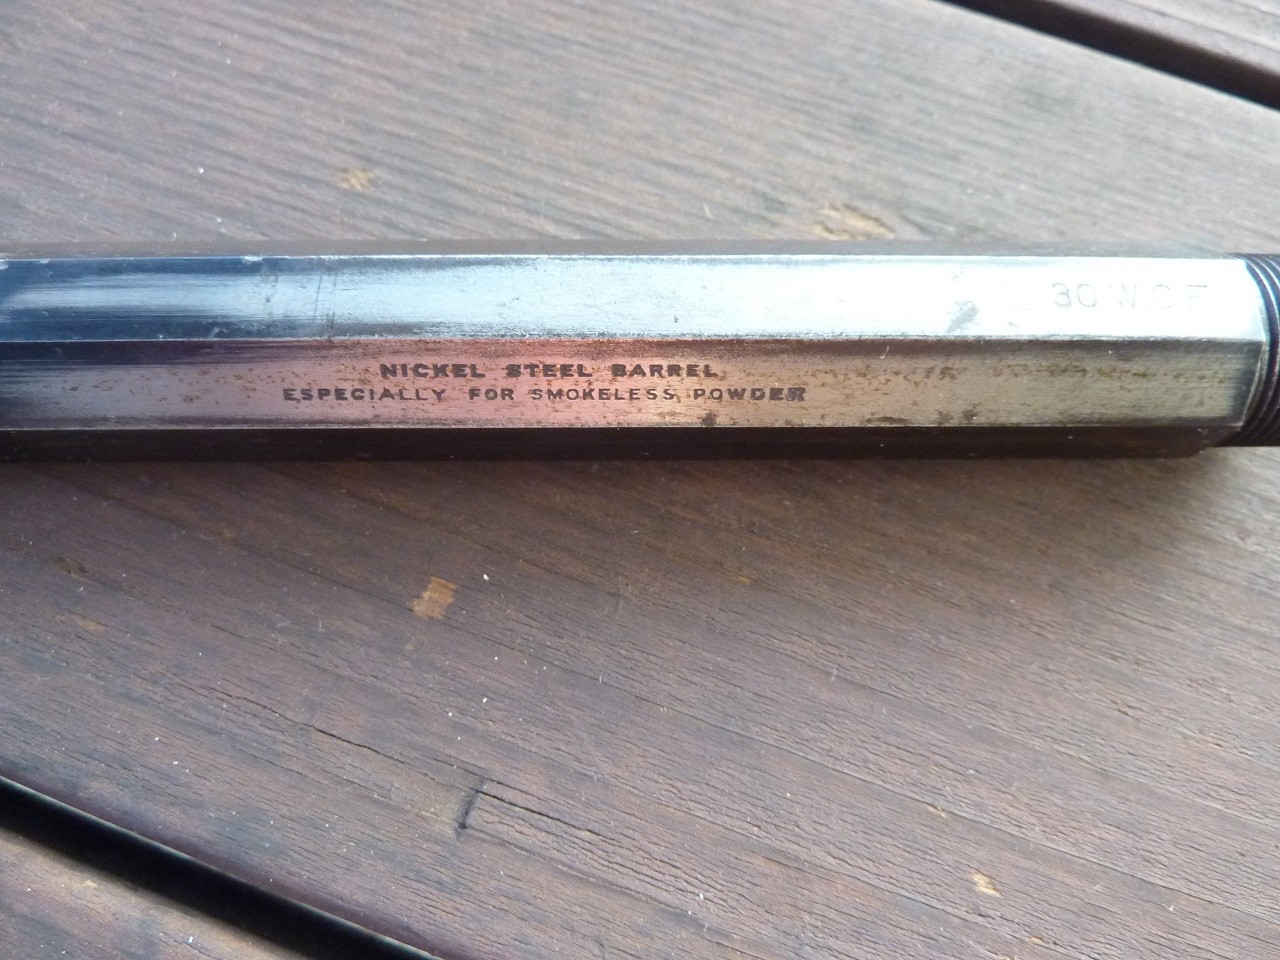 30 W.C.F.
NICKEL STEEL BARREL
ESPECIALLY FOR SMOKELESS POWDER